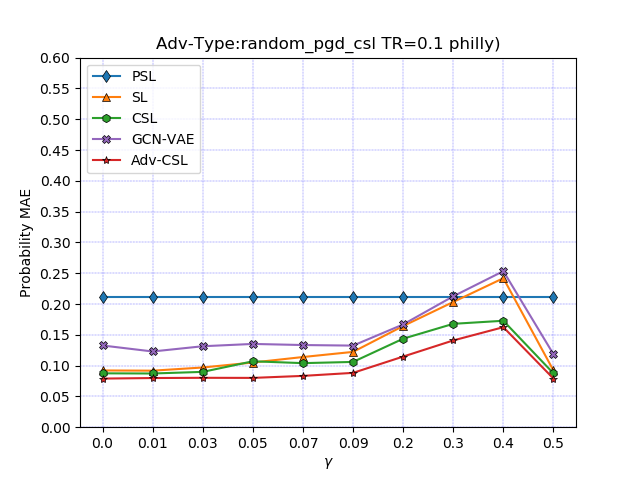 Adv-Type:random_pgd_csl TR=0.1 philly)
0.60
0.55
0.50
0.45
0.40
0.35
0.30
0.25
0.20
0.15
0.10
0.05
0.00
Probability MAE
PSL
SL
CSL
GCN-VAE
Adv-CSL
0.0 0.01 0.03 0.05 0.07 0.09 0.2 0.3 0.4 0.5
γ